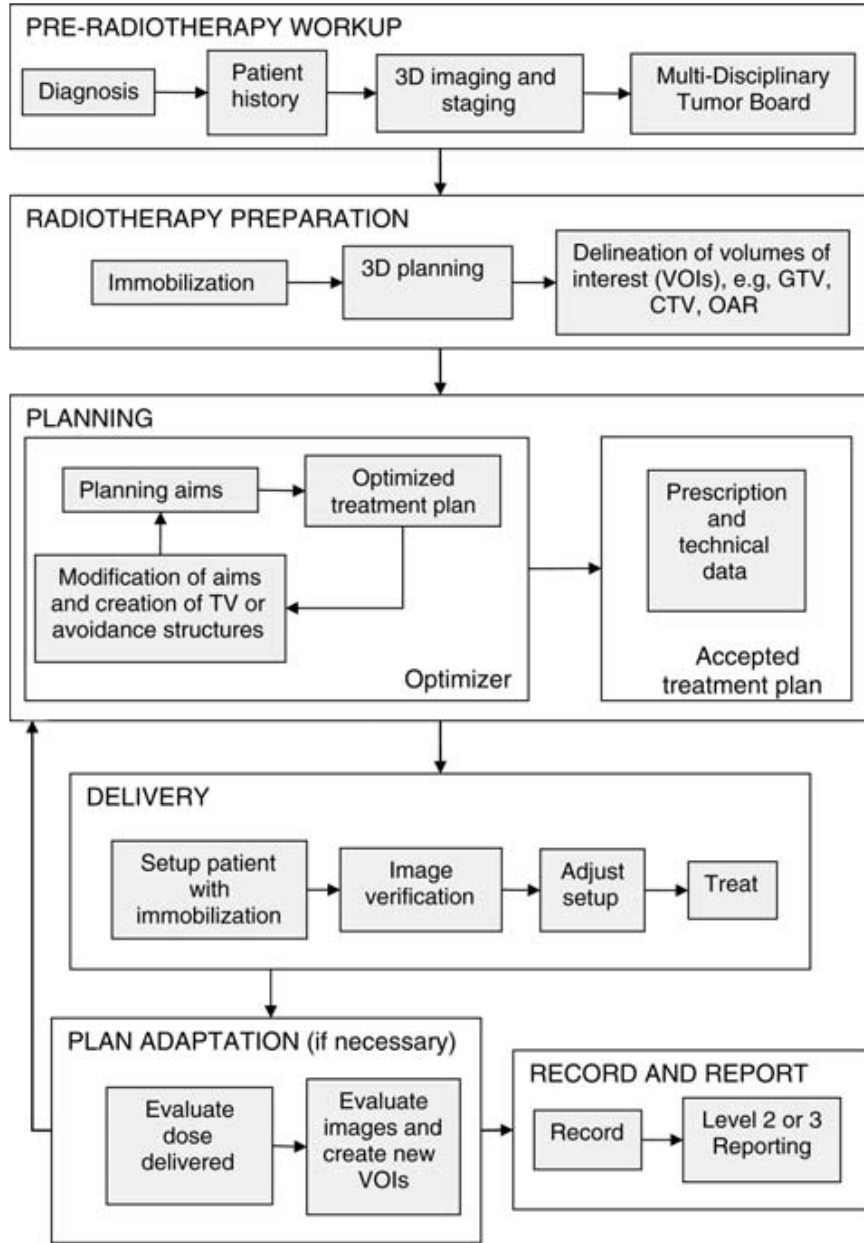 PRE-RADIOTHERAPY WORKUP
Diagnosis
Patient
history
3D imaging and
staging
Multi-Disciplinary
Tumor Board
RADIOTHERAPY PREPARATION
Immobilization
3D planning
Delineation of volumes of
interest (VOIs), e.g, GTV,
CTV, OAR
PLANNING
Planning aims
Optimized
treatment plan
Modification of aims
and creation of TV or
avoidance structures
Optimizer
Prescription
and
technical
data
Accepted
treatment plan
DELIVERY
Setup patient
with
immobilization
Image
verification
Adjust
setup
Treat
PLAN ADAPTATION (if necessary)
Evaluate
dose
delivered
Evaluate
images and
create new
VOIs
RECORD AND REPORT
Record
Level 2 or 3
Reporting